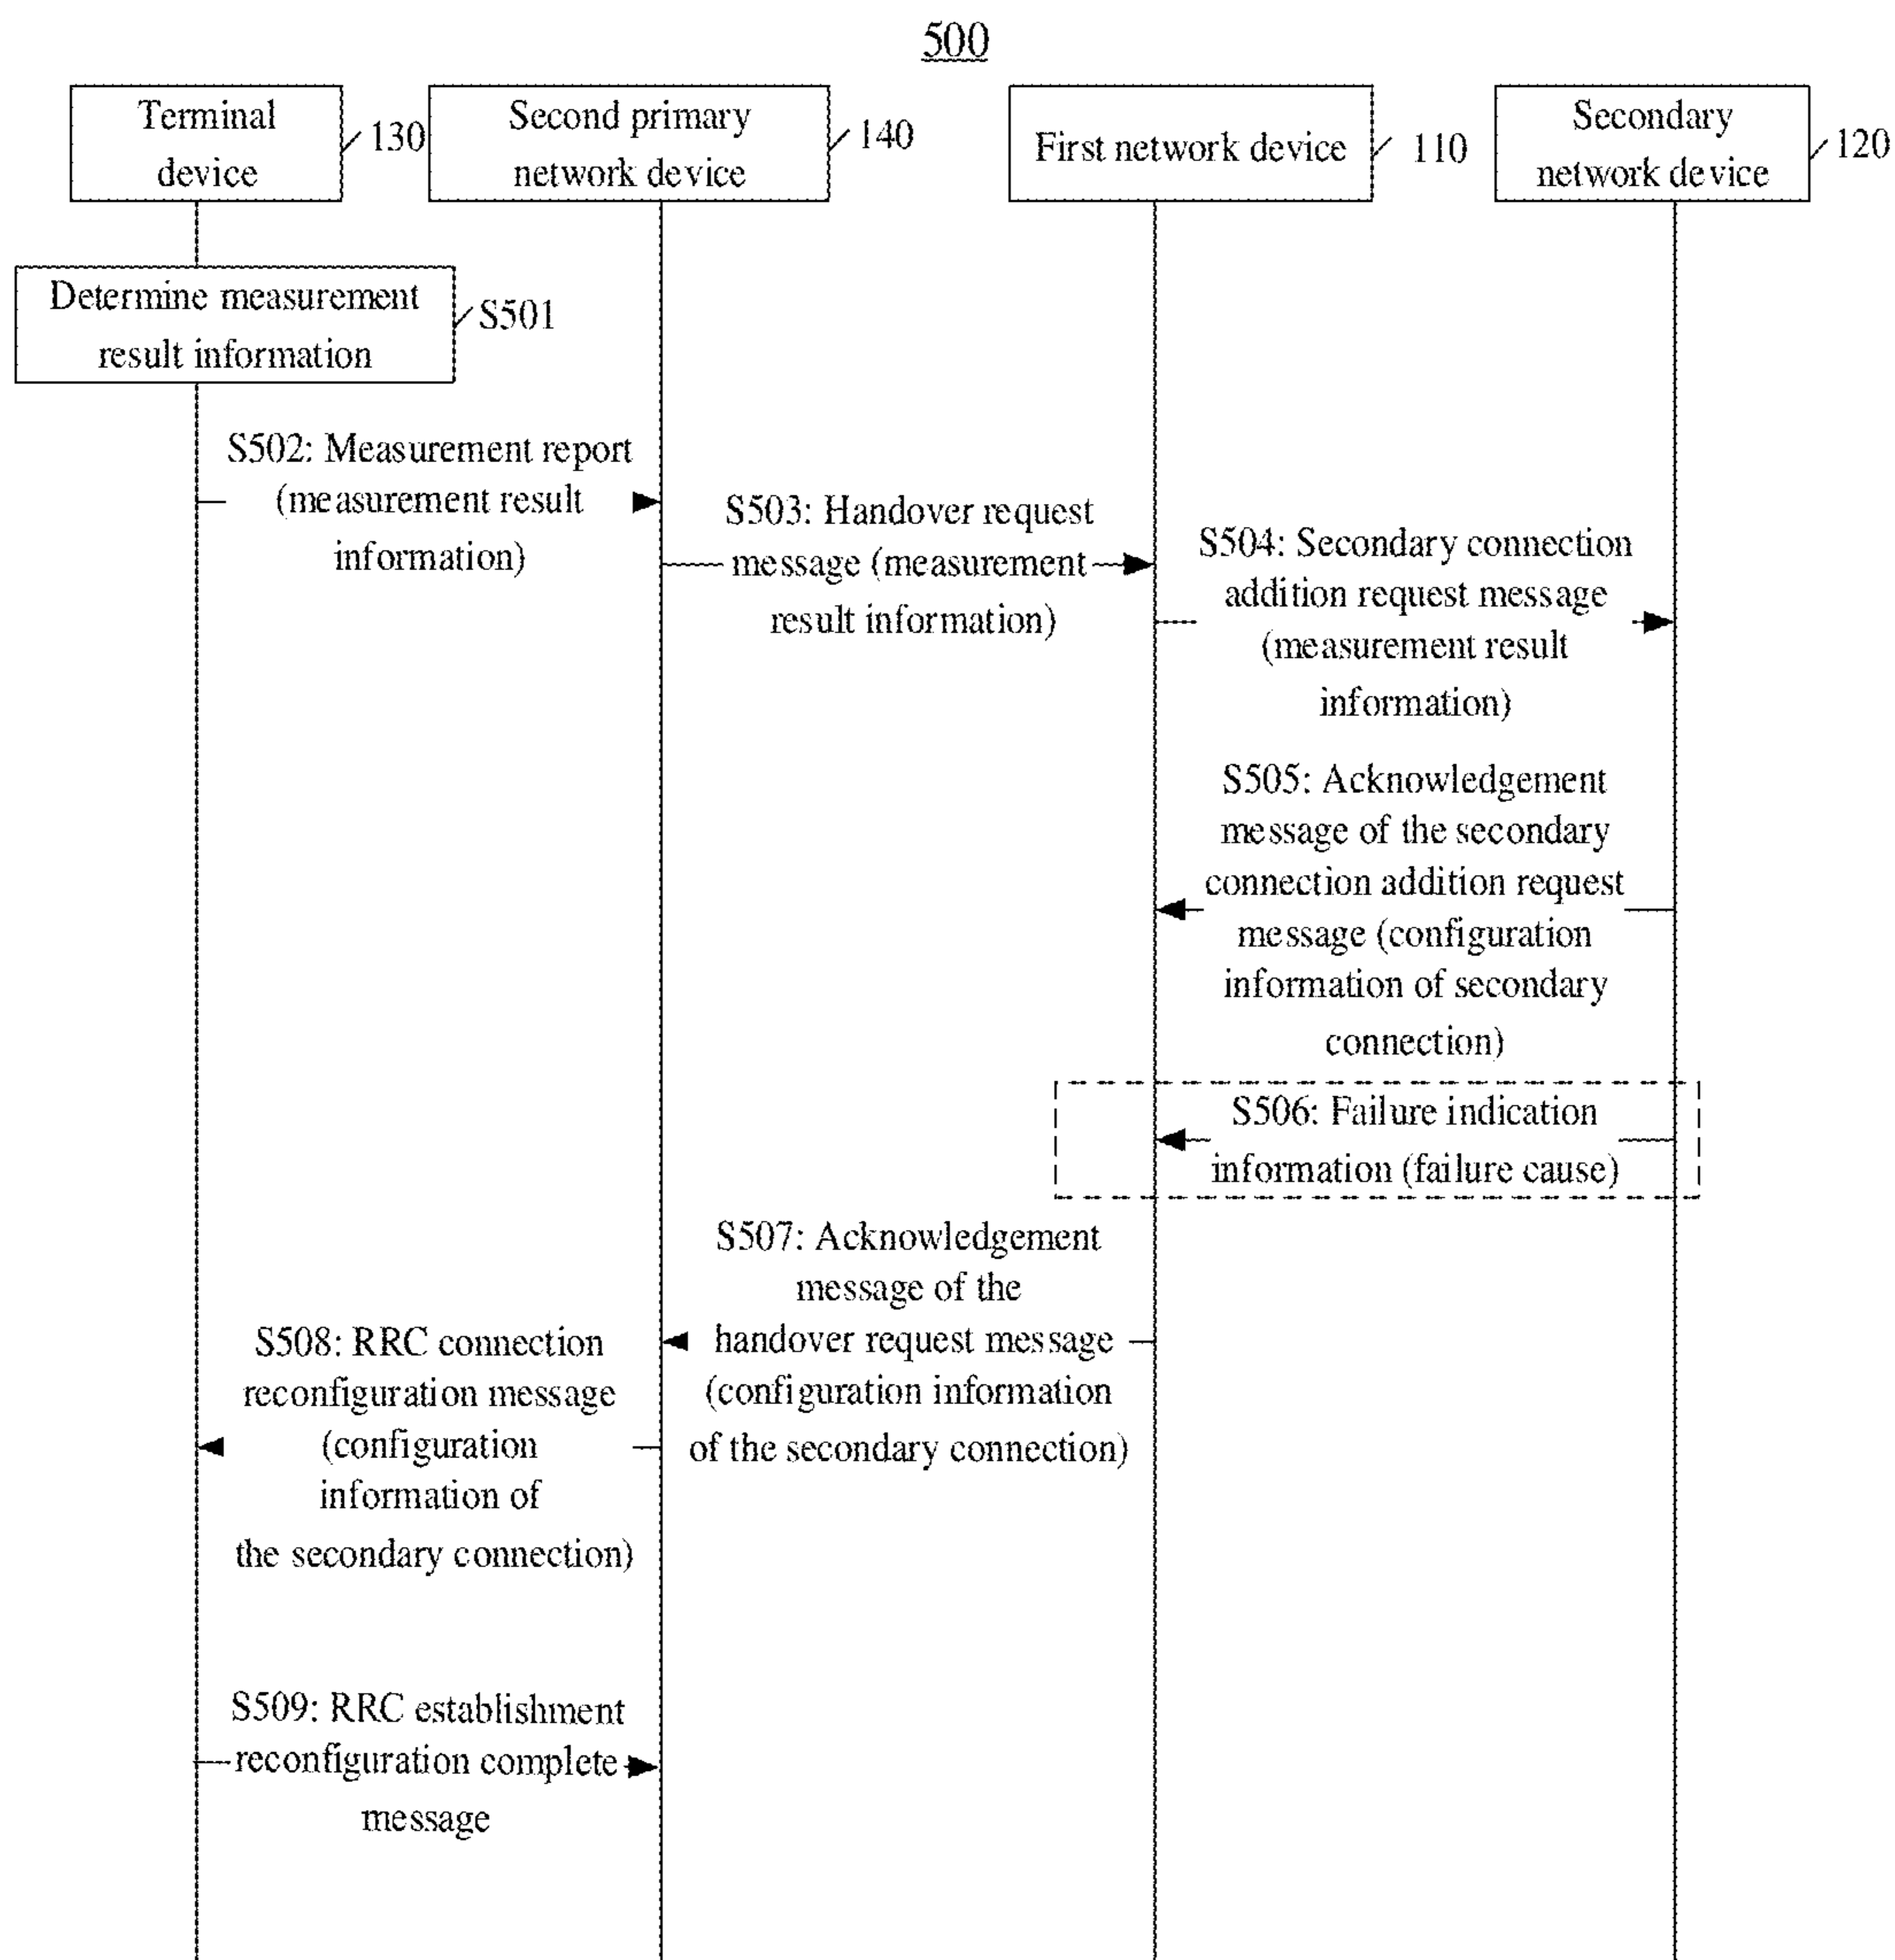 500
Terminal
device
130
Second primary
network device
140
First network device
110
Secondary
network device
120
Determine measurement
result information
S501
S502: Measurement report
(measurement result
information)
S503: Handover request
message (measurement
result information)
S504: Secondary connection
addition request message
(measurement result
information)
S505: Acknowledgement
message of the secondary
connection addition request
message (configuration
information of secondary
connection)
S506: Failure indication
information (failure cause)
S507: Acknowledgement
message of the
handover request message
(configuration information
of the secondary connection)
S508: RRC connection
reconfiguration message
(configuration
information of
the secondary connection)
S509: RRC establishment
reconfiguration complete
message